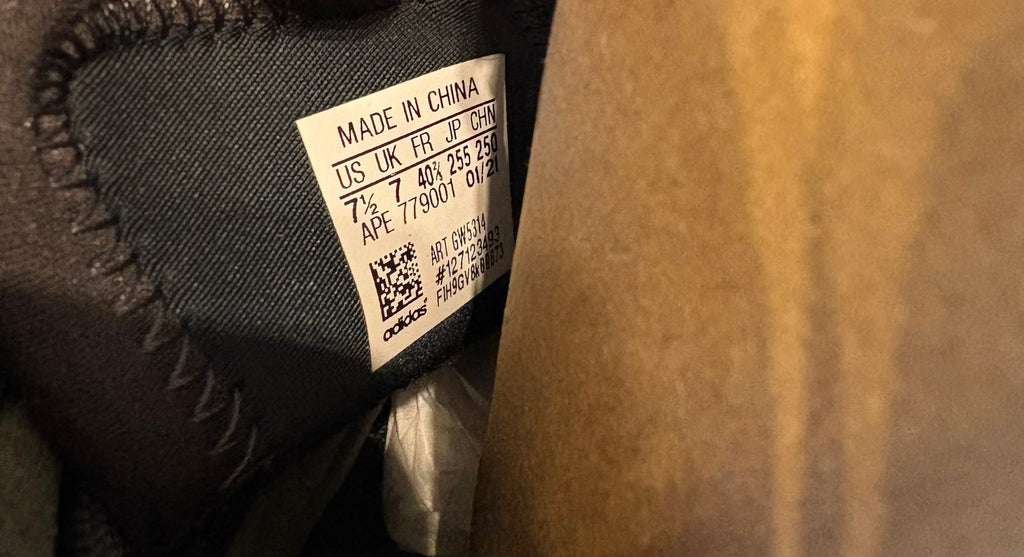 MADE IN CHINA
US UK FR JP CHN
7½ 7 40⅔ 255 250
APE 779001 01/21
ART GW5314
#127123493
adidas®